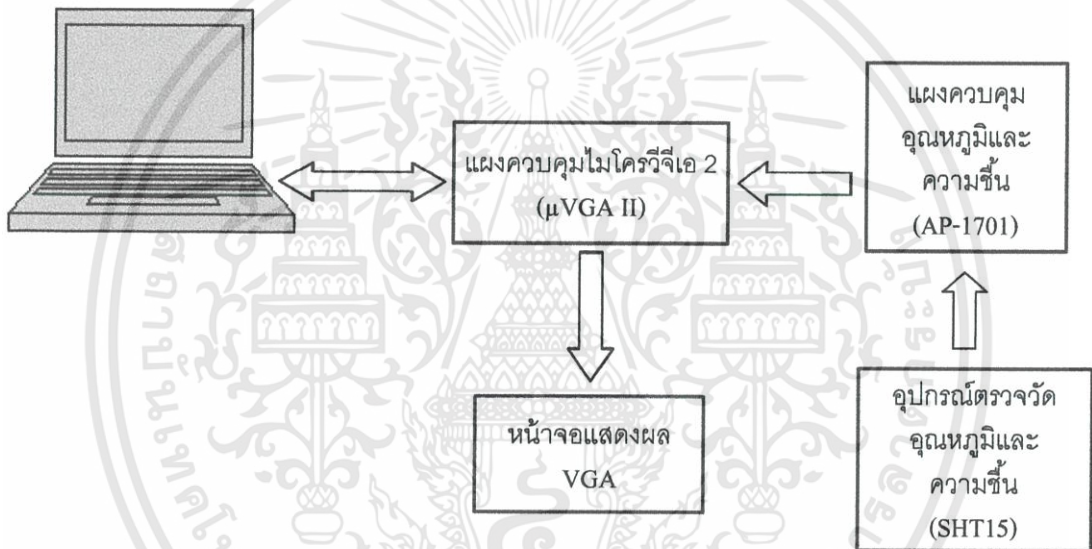 แผงควบคุมไมโครวีจีเอ 2
(µVGA II)
แผงควบคุม
อุณหภูมิและ
ความชื้น
(AP-1701)
หน้าจอแสดงผล
VGA
อุปกรณ์ตรวจวัด
อุณหภูมิและ
ความชื้น
(SHT15)